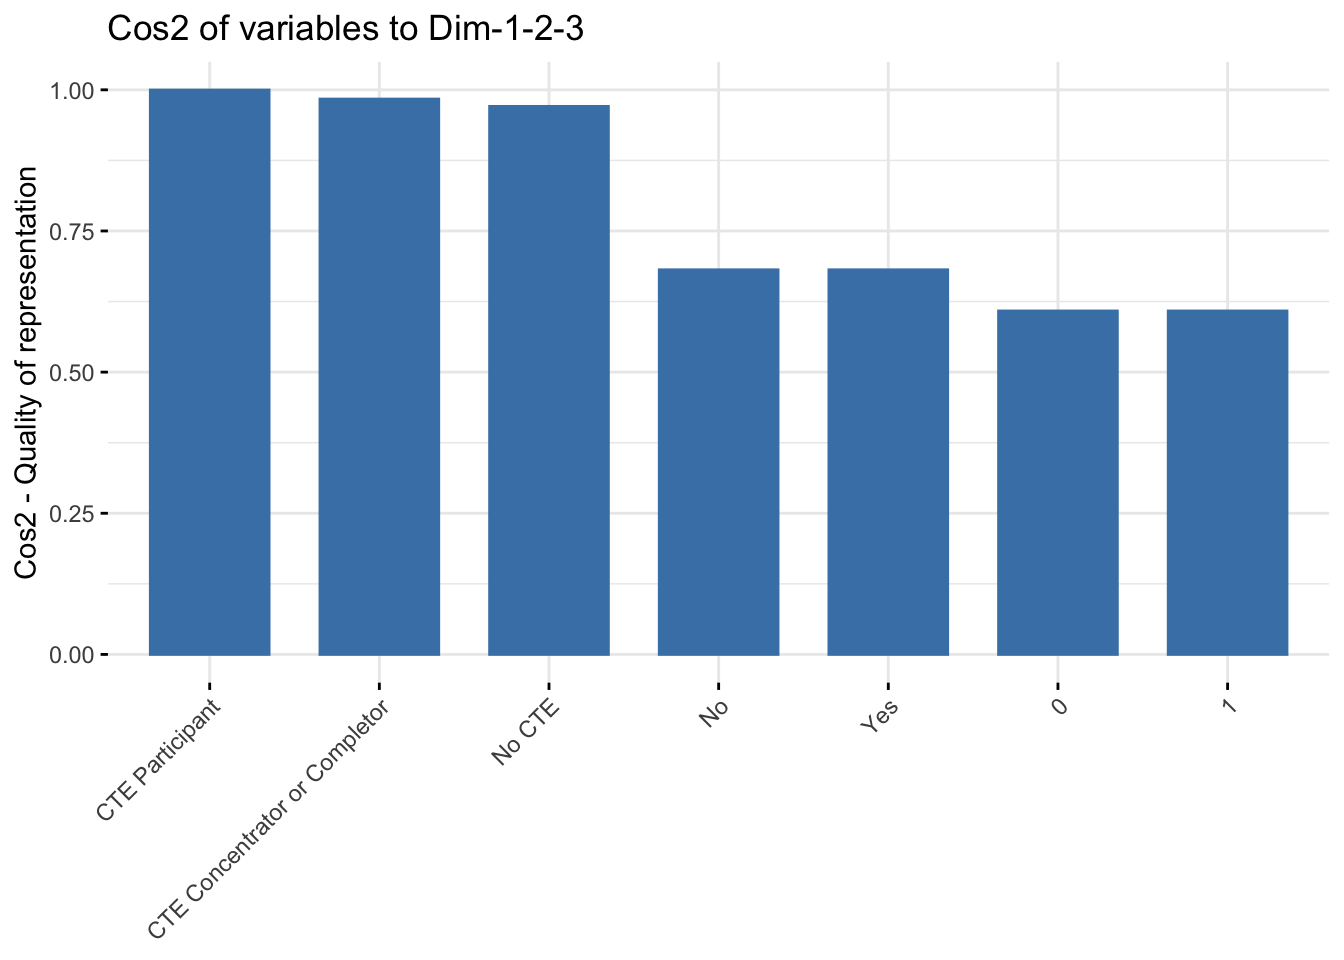 Cos2 of variables to Dim-1-2-3
Cos2 - Quality of representation
1.00
0.75
0.50
0.25
0.00
CTE Participant
CTE Concentrator or Completor
No CTE
No
Yes
0
1